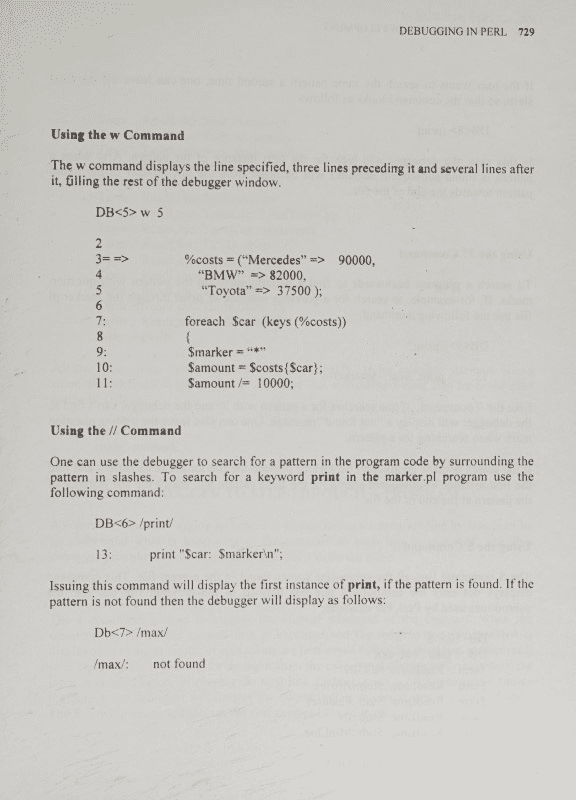 DEBUGGING IN PERL 729
Using the w Command
The w command displays the line specified, three lines preceding it and several lines after
it, filling the rest of the debugger window.
DB<5> w 5
2
3= => %costs = (“Mercedes” => 90000,
4 “BMW” => 82000,
5 “Toyota” => 37500 );
6
7: foreach $car (keys (%costs))
8 {
9: $marker = “*”
10: $amount = $costs{$car};
11: $amount /= 10000;
Using the // Command
One can use the debugger to search for a pattern in the program code by surrounding the
pattern in slashes. To search for a keyword print in the marker.pl program use the
following command:
DB<6> /print/
13: print "$car: $marker\n";
Issuing this command will display the first instance of print, if the pattern is found. If the
pattern is not found then the debugger will display as follows:
Db<7> /max/
/max/: not found